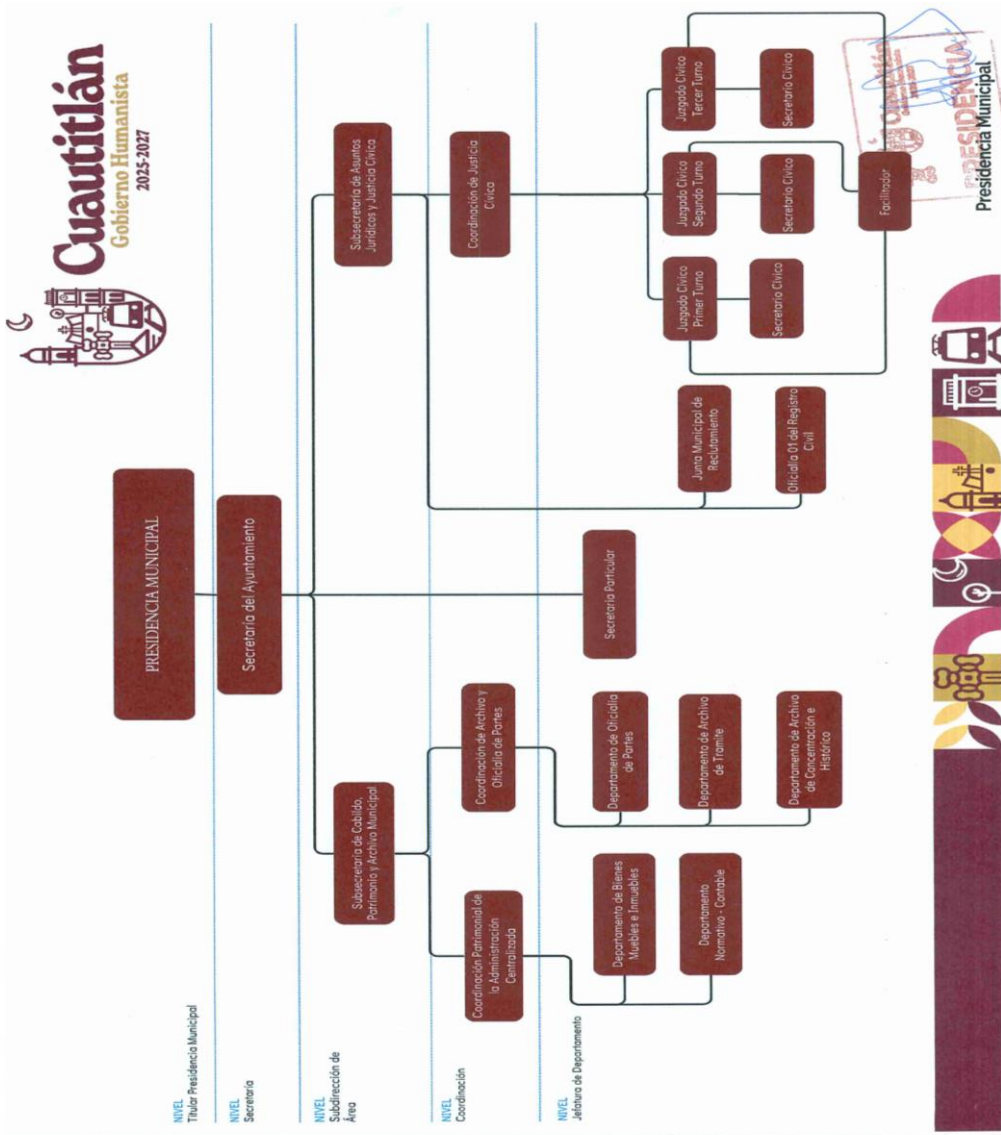 Cuautitlán
Gobierno Humanista
2025-2027
NIVEL
Titular Presidencia Municipal
PRESIDENCIA MUNICIPAL
NIVEL
Secretaría
Secretaría del Ayuntamiento
NIVEL
Subdirección de
Área
Subsecretaría de Cabildo,
Patrimonio y Archivo Municipal
Subsecretaría de Asuntos
Jurídicos y Justicia Cívica
NIVEL
Coordinación
Coordinación Patrimonial de
la Administración
Centralizada
Coordinación de Archivo y
Oficialía de Partes
Coordinación de Justicia
Cívica
NIVEL
Jefatura de Departamento
Departamento de Bienes
Muebles e Inmuebles
Departamento
Normativo - Contable
Departamento de Oficialía
de Partes
Departamento de Archivo
de Tramite
Departamento de Archivo
de Concentración e
Histórico
Secretaría Particular
Junta Municipal de
Reclutamiento
Oficialía 01 del Registro
Civil
Juzgado Cívico
Primer Turno
Secretario Cívico
Juzgado Cívico
Segundo Turno
Secretario Cívico
Juzgado Cívico
Tercer Turno
Secretario Cívico
Facilitador
PRESIDENCIA
Presidencia Municipal